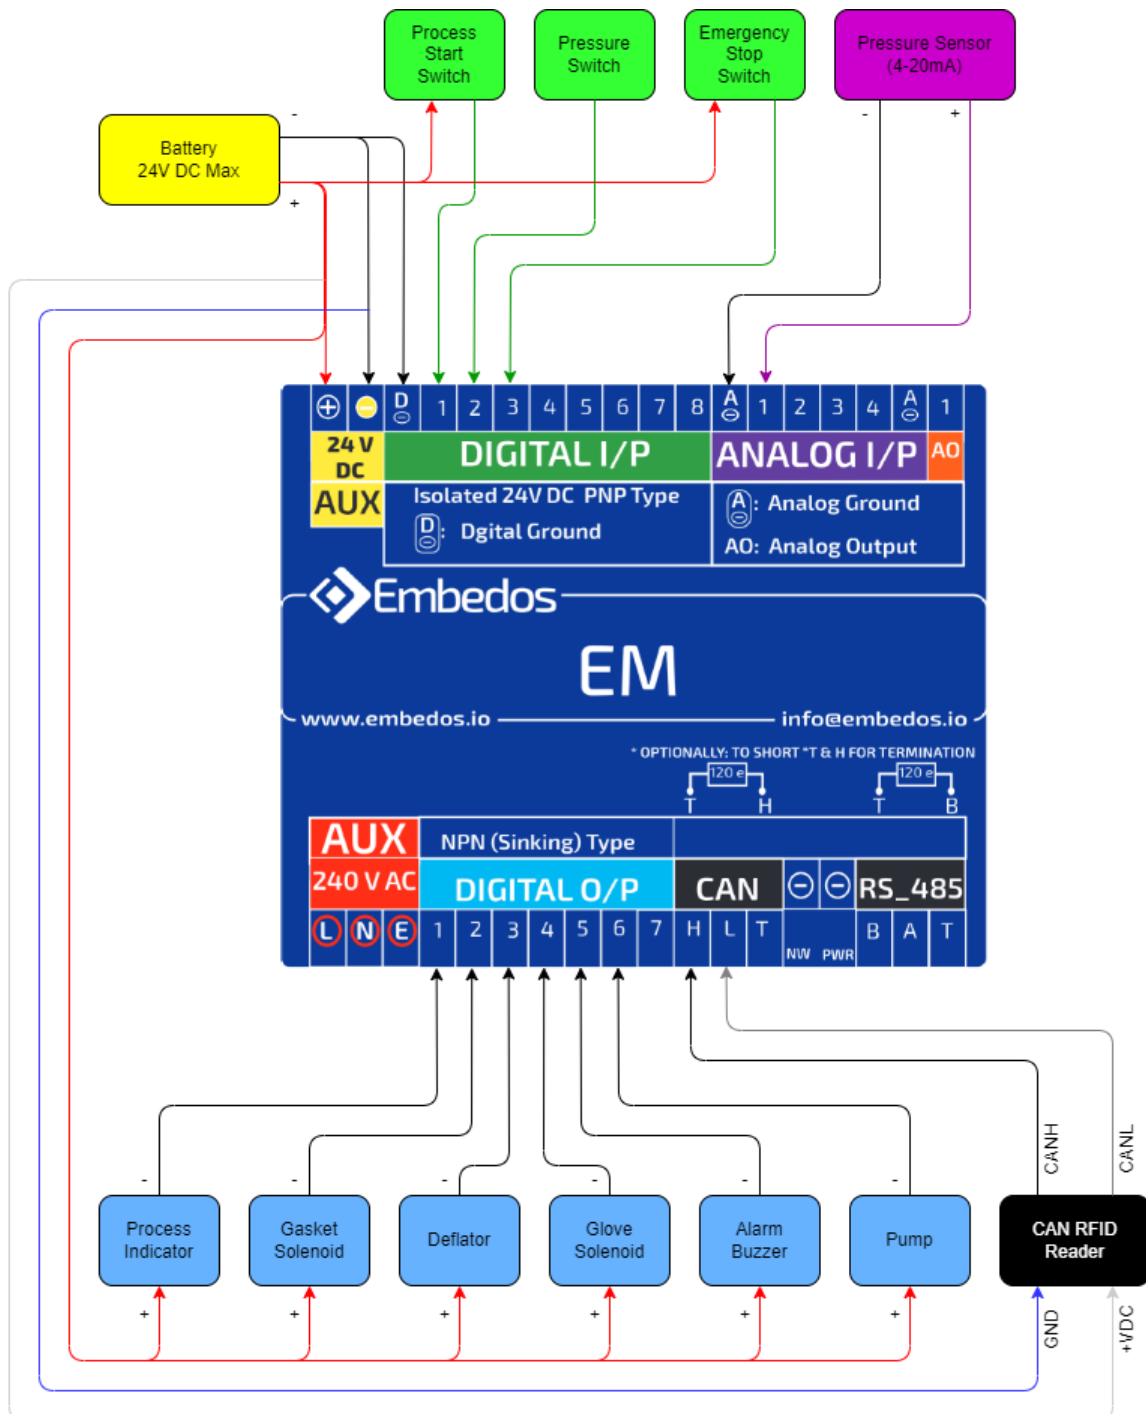 Process
Start
Switch
Pressure
Switch
Emergency
Stop
Switch
Pressure Sensor
(4-20mA)
-
-
+
Battery
24V DC Max
+
D
1
2
3
4
5
6
7
8
A
1
2
3
4
A
1
24 V
DC
DIGITAL I/P
ANALOG I/P
AO
AUX
Isolated 24V DC PNP Type
D : Dgital Ground
A : Analog Ground
AO: Analog Output
Embedos
EM
www.embedos.io
info@embedos.io
* OPTIONALLY: TO SHORT "T & H FOR TERMINATION
120 e
120 e
T
H
T
B
AUX
NPN (Sinking) Type
240 V AC
DIGITAL O/P
CAN
RS_485
L
N
E
1
2
3
4
5
6
7
H
L
T
NW
PWR
B
A
T
CANH
CANL
-
-
-
-
-
-
Process
Indicator
Gasket
Solenoid
Deflator
Glove
Solenoid
Alarm
Buzzer
Pump
CAN RFID
Reader
+
+
+
+
+
+
GND
+VDC